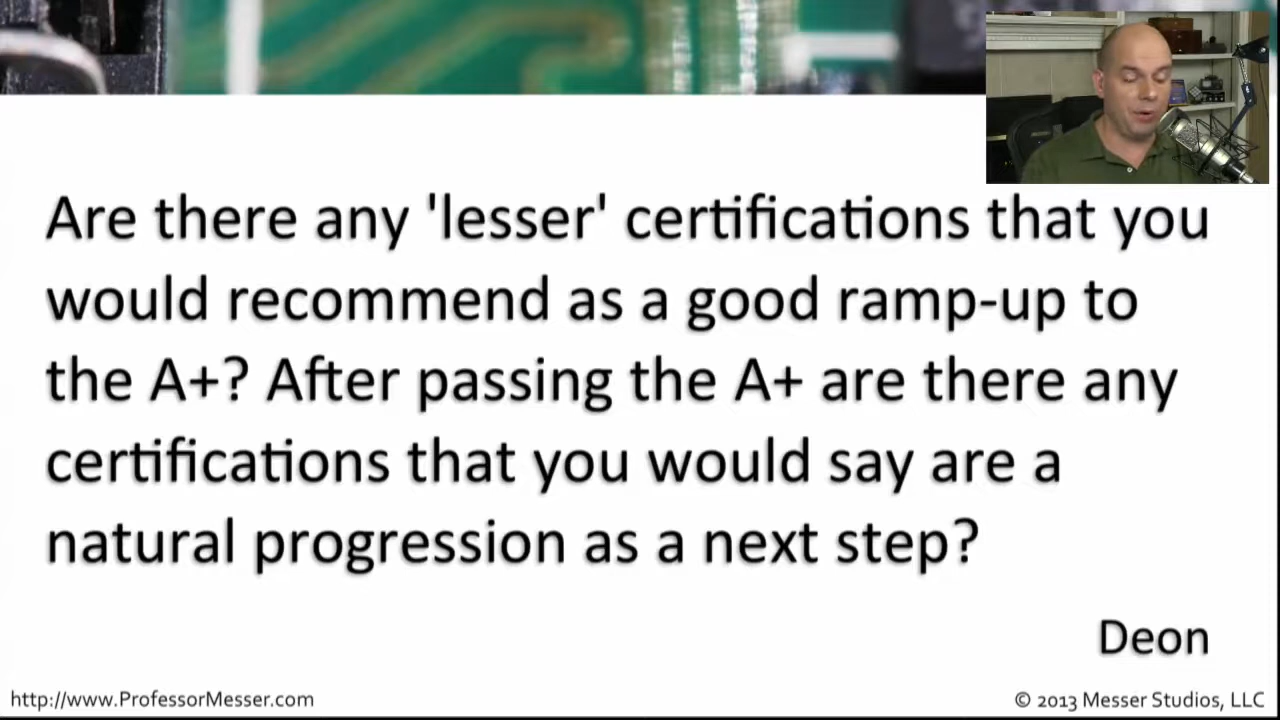 Are there any 'lesser' certifications that you
would recommend as a good ramp-up to
the A+? After passing the A+ are there any
certifications that you would say are a
natural progression as a next step?
Deon
http://www.ProfessorMesser.com
© 2013 Messer Studios, LLC